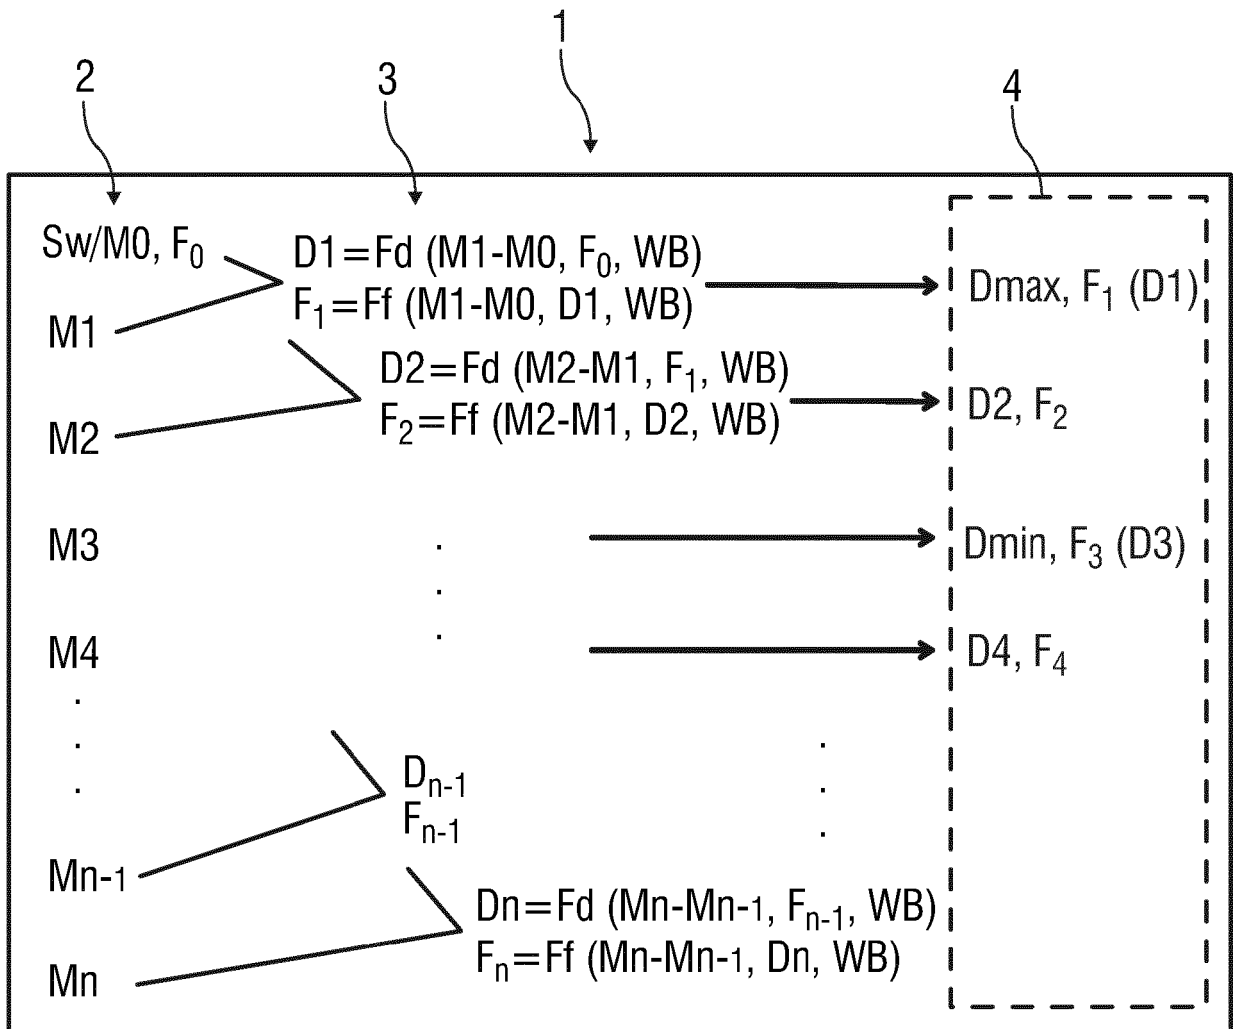 1
2
3
4
Sw/M0, F₀
D1=Fd (M1-M0, F₀, WB)
F₁=Ff (M1-M0, D1, WB)
Dmax, F₁ (D1)
M1
D2=Fd (M2-M1, F₁, WB)
F₂=Ff (M2-M1, D2, WB)
D2, F₂
M2
M3
Dmin, F₃ (D3)
M4
D4, F₄
Dₙ₋₁
Fₙ₋₁
Mn-1
Dn=Fd (Mn-Mn-1, Fₙ₋₁, WB)
Fₙ=Ff (Mn-Mn-1, Dn, WB)
Mn